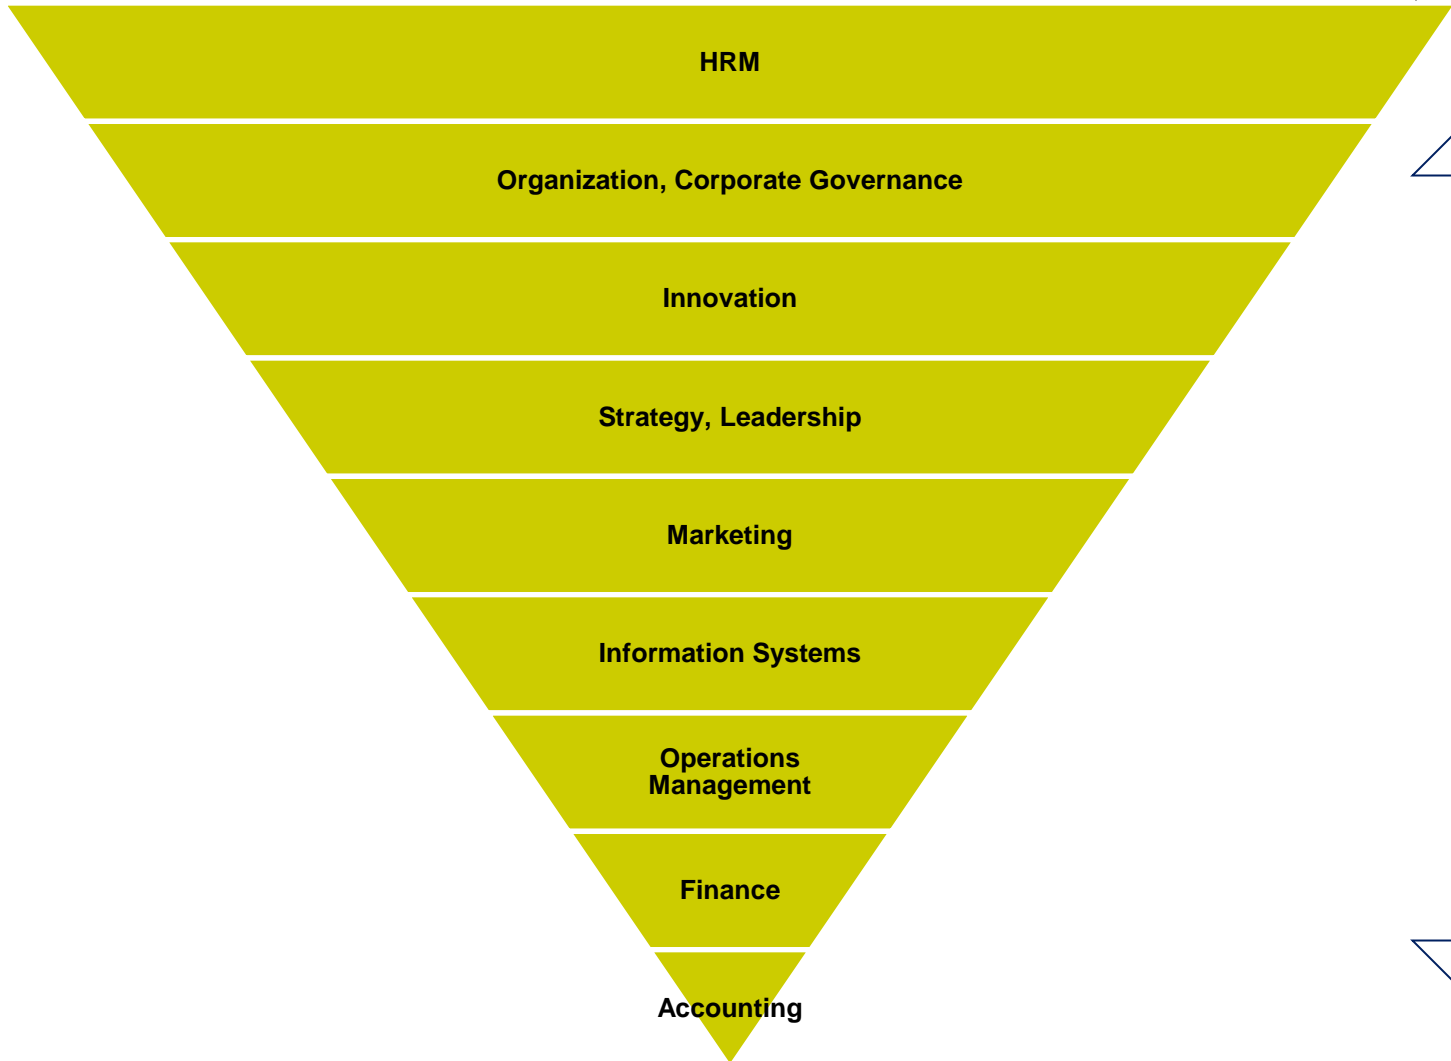 HRM
Organization, Corporate Governance
Innovation
Strategy, Leadership
Marketing
Information Systems
Operations
Management
Finance
Accounting